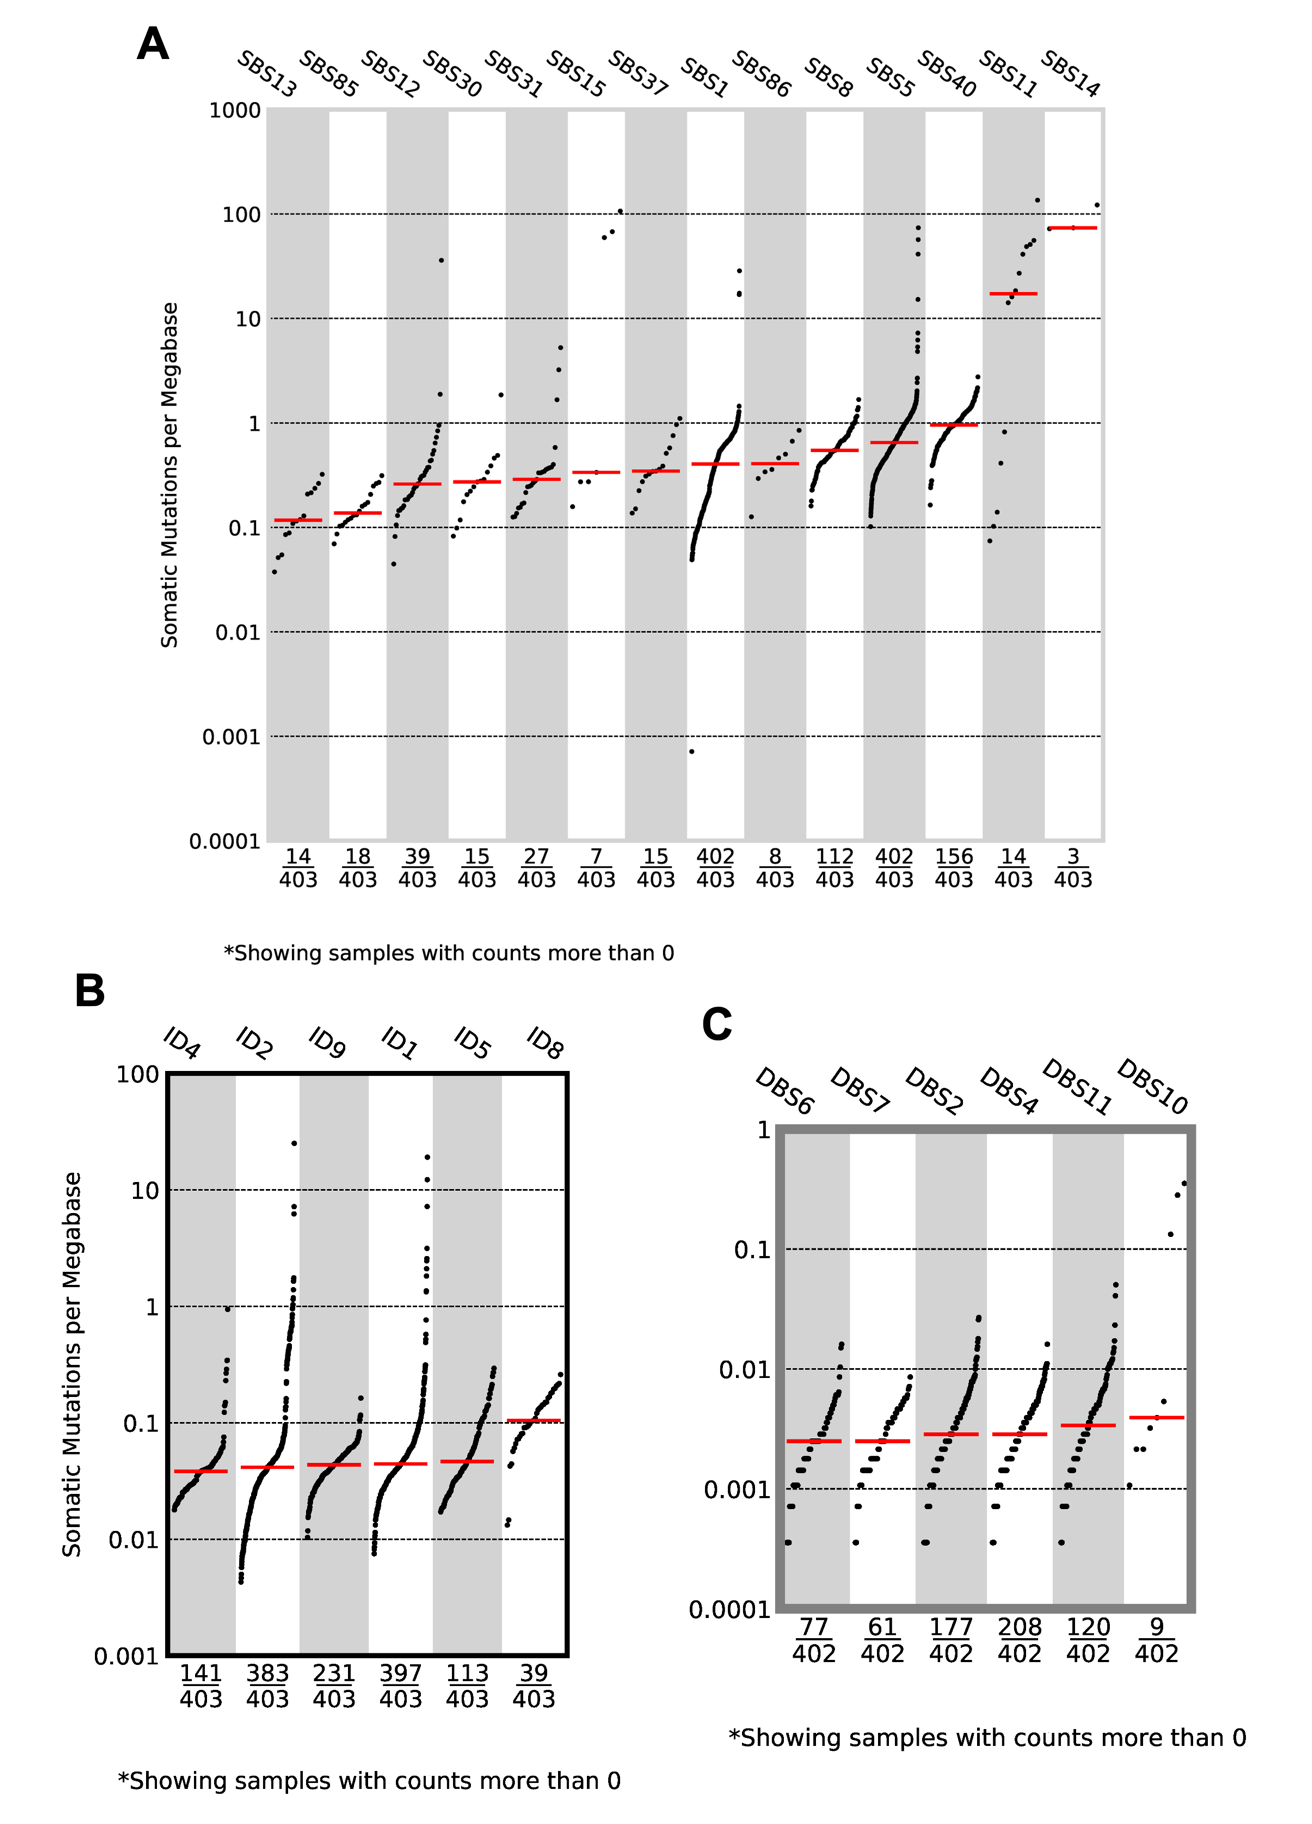 A
SBS13 SBS85 SBS12 SBS30 SBS31 SBS15 SBS37 SBS1 SBS86 SBS8 SBS5 SBS40 SBS11 SBS14
Somatic Mutations per Megabase
1000
100
10
1
0.1
0.01
0.001
0.0001
14 18 39 15 27 7 15 402 8 112 402 156 14 3
403 403 403 403 403 403 403 403 403 403 403 403 403 403
*Showing samples with counts more than 0
B
ID4 ID2 ID9 ID1 ID5 ID8
Somatic Mutations per Megabase
100
10
1
0.1
0.01
0.001
141 383 231 397 113 39
403 403 403 403 403 403
*Showing samples with counts more than 0
C
DBS6 DBS7 DBS2 DBS4 DBS11 DBS10
1
0.1
0.01
0.001
0.0001
77 61 177 208 120 9
402 402 402 402 402 402
*Showing samples with counts more than 0